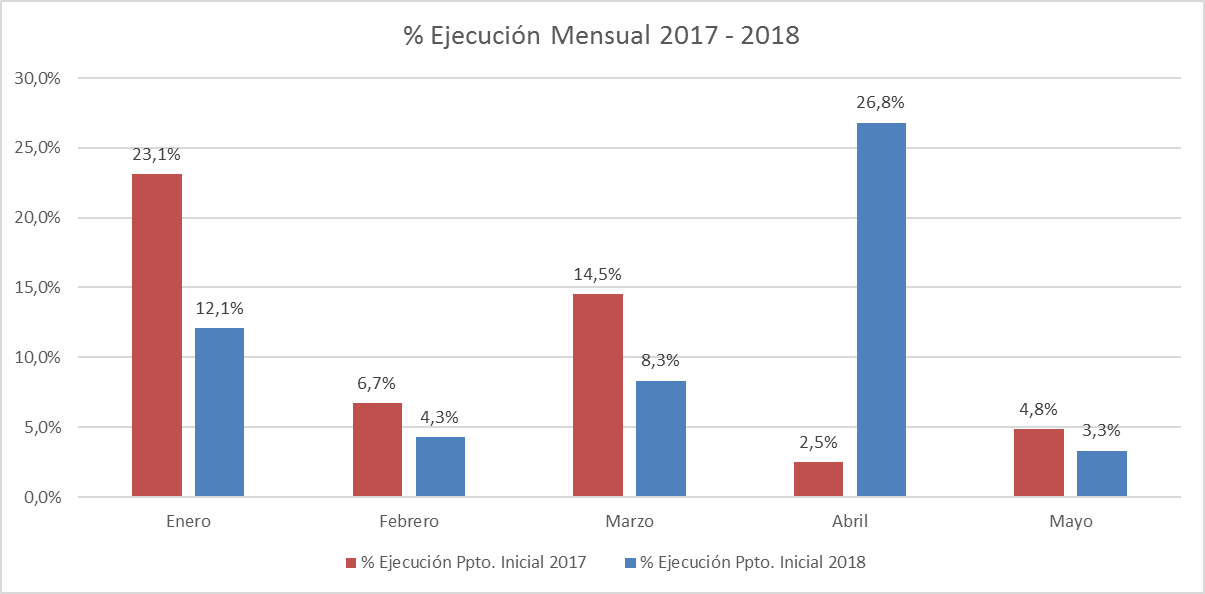 % Ejecución Mensual 2017 - 2018
30,0%
25,0%
20,0%
15,0%
10,0%
5,0%
0,0%
23,1%
12,1%
6,7%
4,3%
14,5%
8,3%
2,5%
26,8%
4,8%
3,3%
Enero
Febrero
Marzo
Abril
Mayo
% Ejecución Ppto. Inicial 2017
% Ejecución Ppto. Inicial 2018